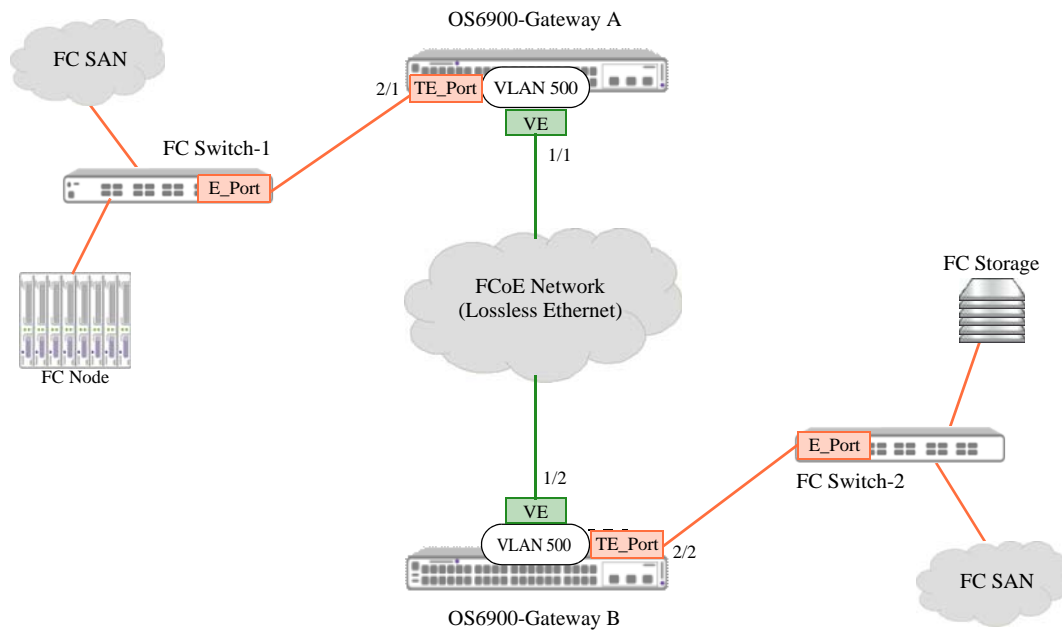 OS6900-Gateway A
FC SAN
2/1
TE_Port
VLAN 500
VE
FC Switch-1
1/1
E_Port
FCoE Network
(Lossless Ethernet)
FC Storage
FC Node
E_Port
1/2
FC Switch-2
VE
VLAN 500
TE_Port
2/2
FC SAN
OS6900-Gateway B